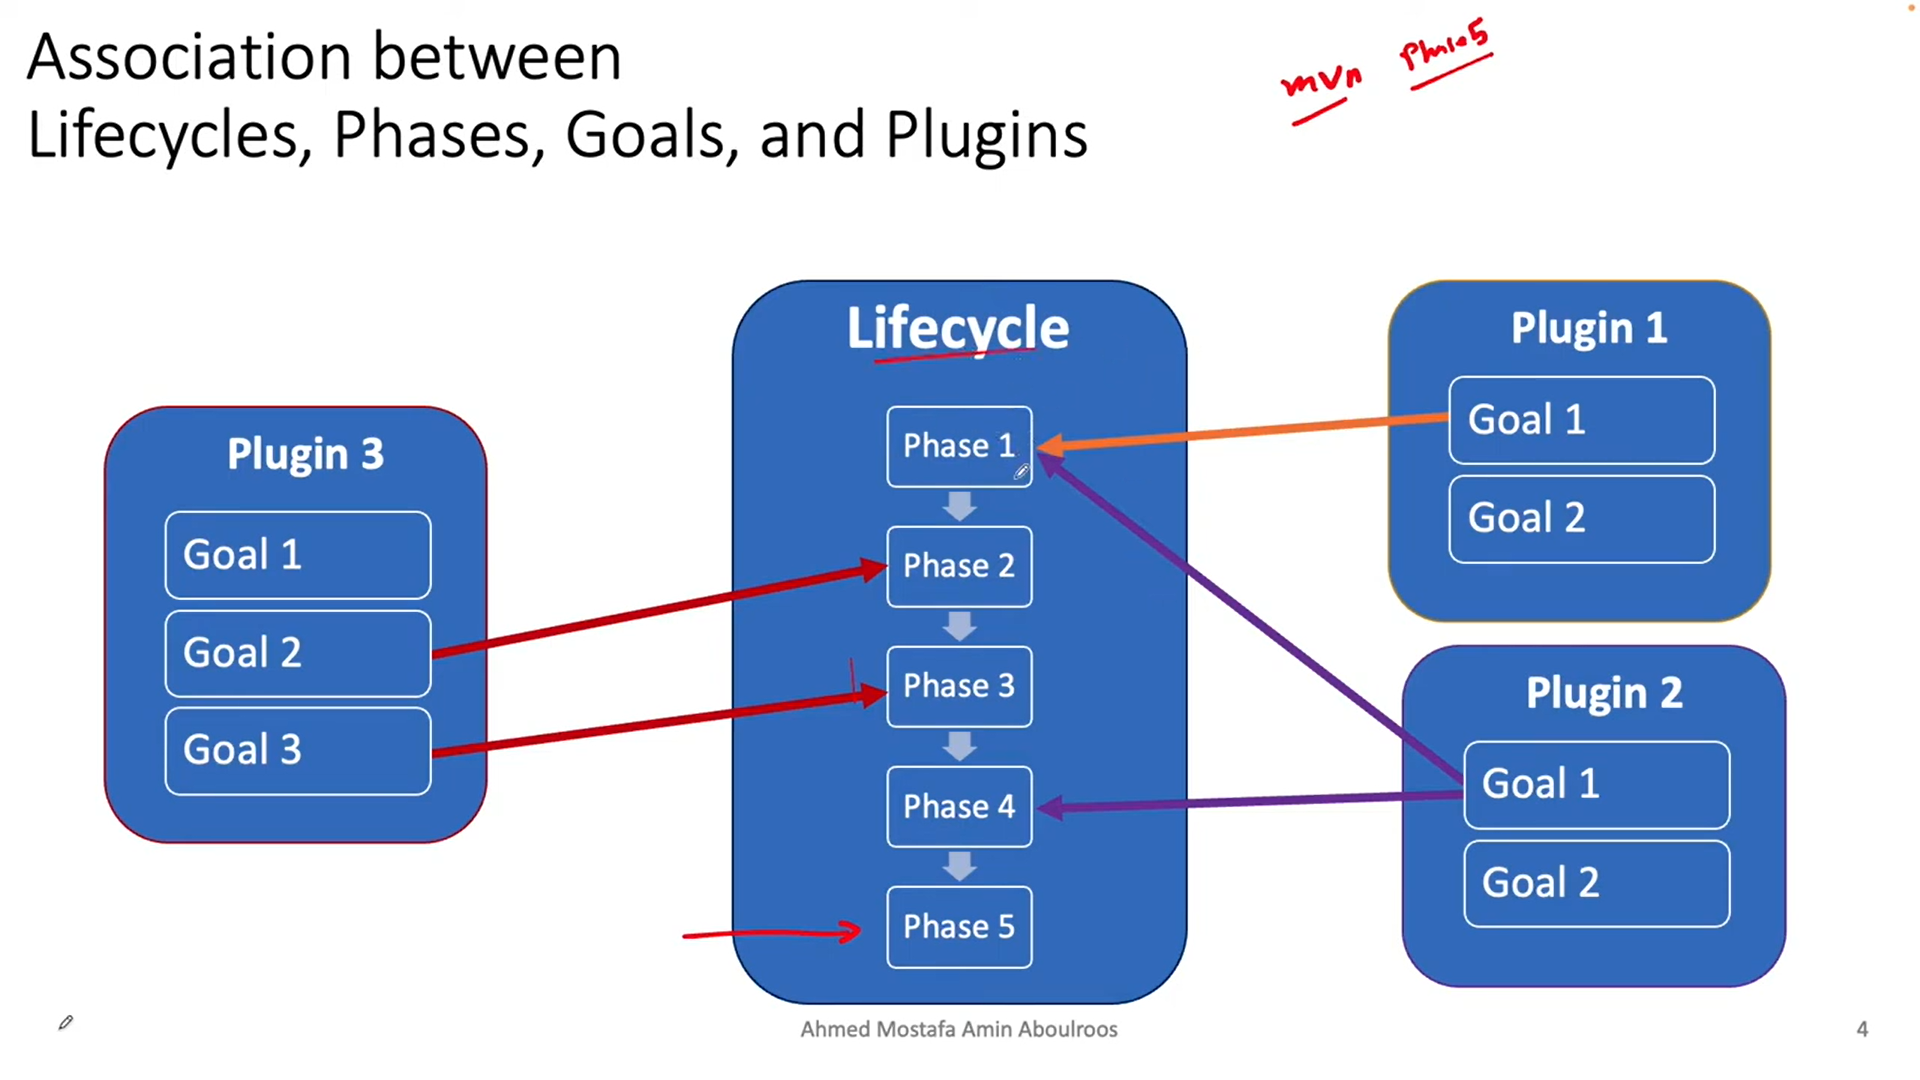 Association between
Lifecycles, Phases, Goals, and Plugins
mvn Phase5
Lifecycle
Phase 1
Phase 2
Phase 3
Phase 4
Phase 5
Plugin 3
Goal 1
Goal 2
Goal 3
Plugin 1
Goal 1
Goal 2
Plugin 2
Goal 1
Goal 2
Ahmed Mostafa Amin Aboulroos
4